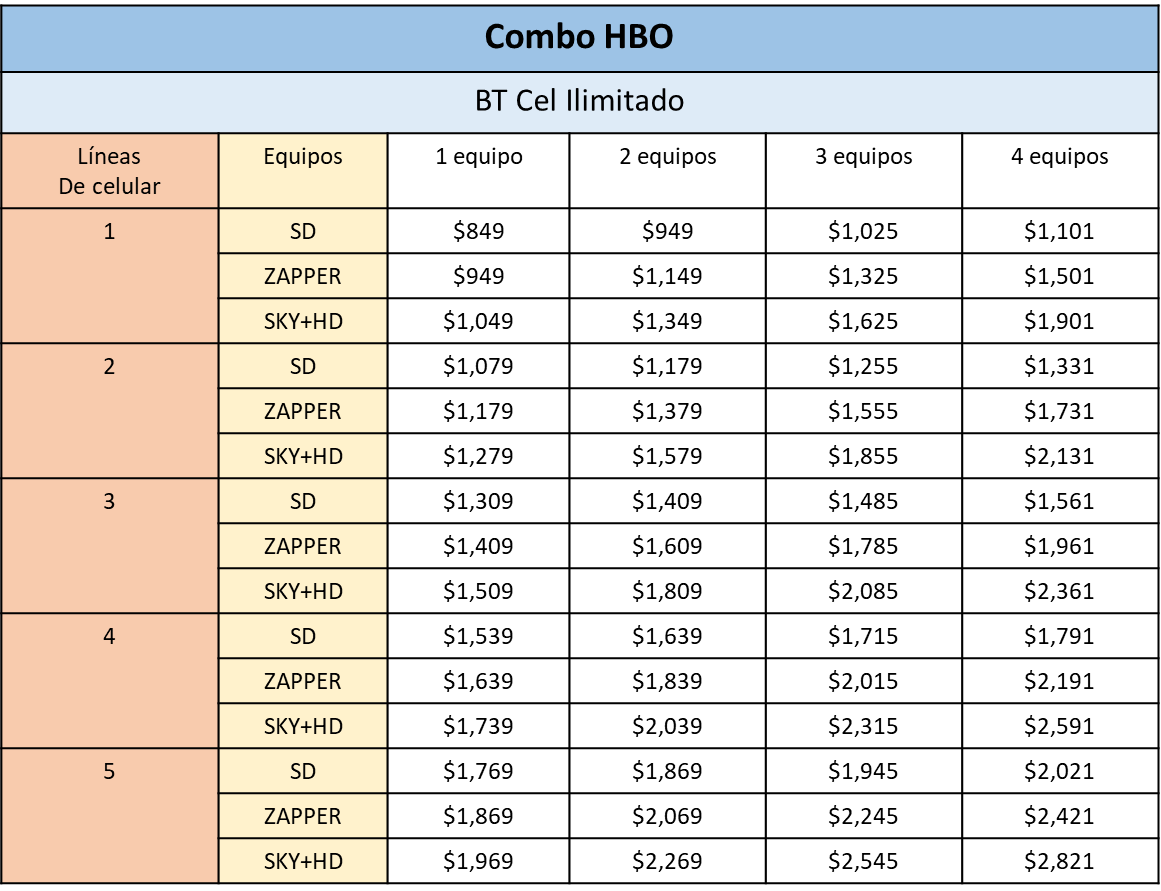 Combo HBO
BT Cel Ilimitado
Líneas De celular Equipos 1 equipo 2 equipos 3 equipos 4 equipos
1 SD $849 $949 $1,025 $1,101
ZAPPER $949 $1,149 $1,325 $1,501
SKY+HD $1,049 $1,349 $1,625 $1,901
2 SD $1,079 $1,179 $1,255 $1,331
ZAPPER $1,179 $1,379 $1,555 $1,731
SKY+HD $1,279 $1,579 $1,855 $2,131
3 SD $1,309 $1,409 $1,485 $1,561
ZAPPER $1,409 $1,609 $1,785 $1,961
SKY+HD $1,509 $1,809 $2,085 $2,361
4 SD $1,539 $1,639 $1,715 $1,791
ZAPPER $1,639 $1,839 $2,015 $2,191
SKY+HD $1,739 $2,039 $2,315 $2,591
5 SD $1,769 $1,869 $1,945 $2,021
ZAPPER $1,869 $2,069 $2,245 $2,421
SKY+HD $1,969 $2,269 $2,545 $2,821